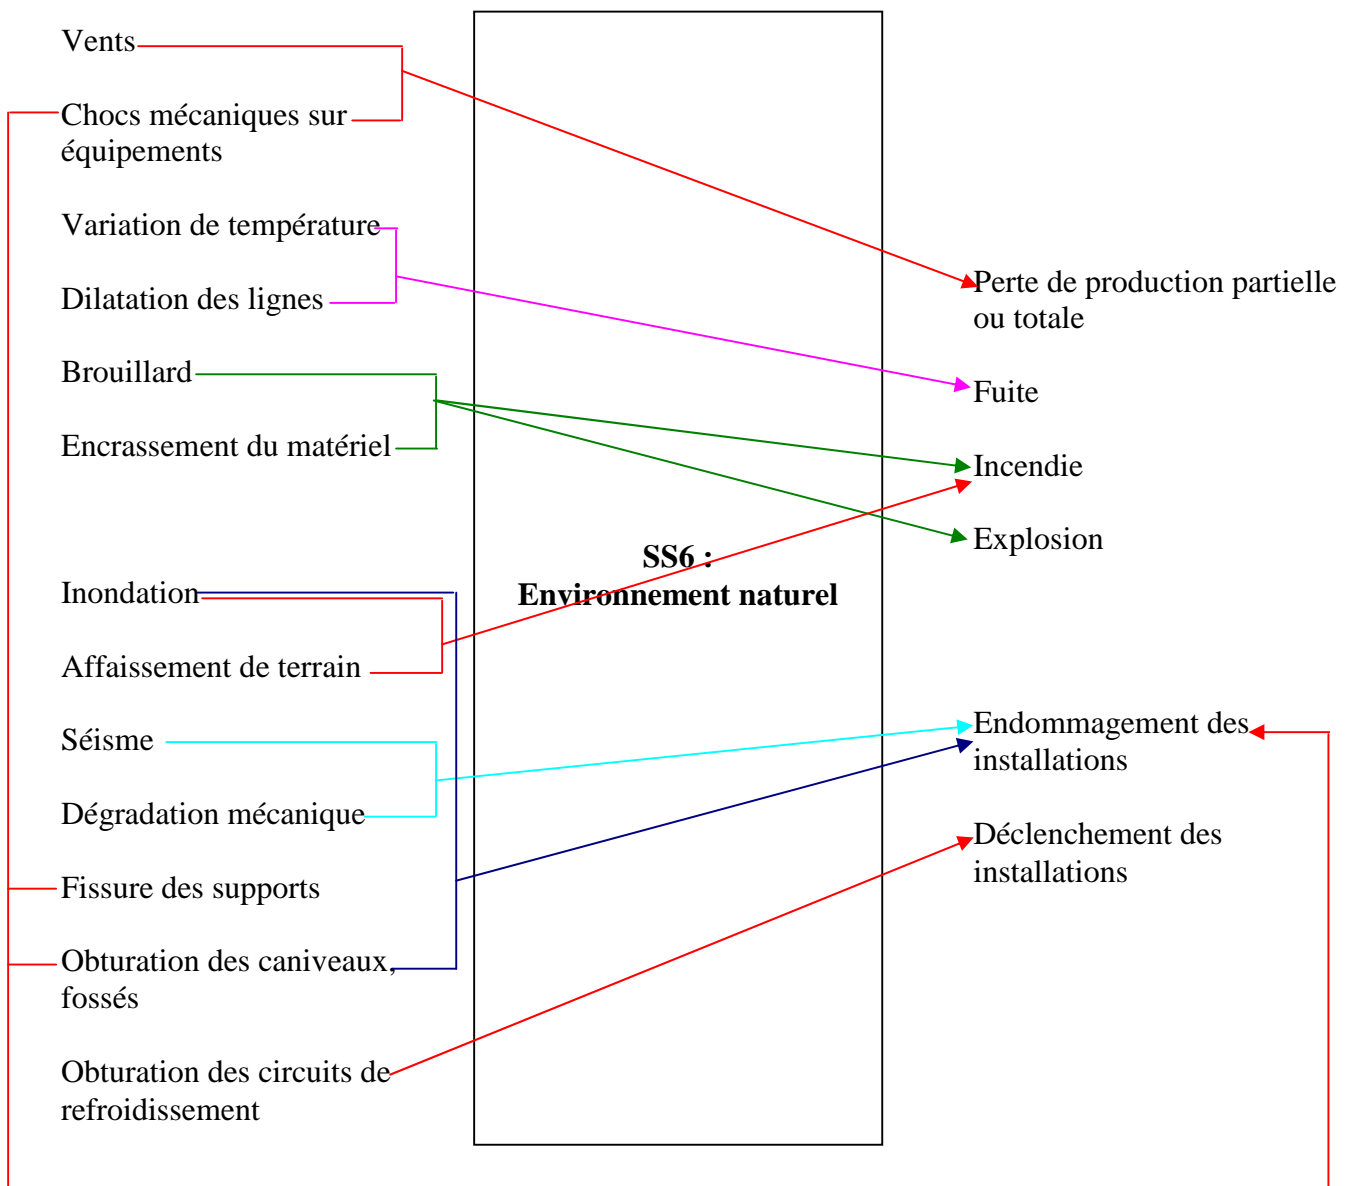 Vents
Chocs mécaniques sur
équipements
Variation de température
Dilatation des lignes
Brouillard
Encrassement du matériel
Inondation
Affaissement de terrain
Séisme
Dégradation mécanique
Fissure des supports
Obturation des caniveaux,
fossés
Obturation des circuits de
refroidissement
SS6 :
Environnement naturel
Perte de production partielle
ou totale
Fuite
Incendie
Explosion
Endommagement des
installations
Déclenchement des
installations